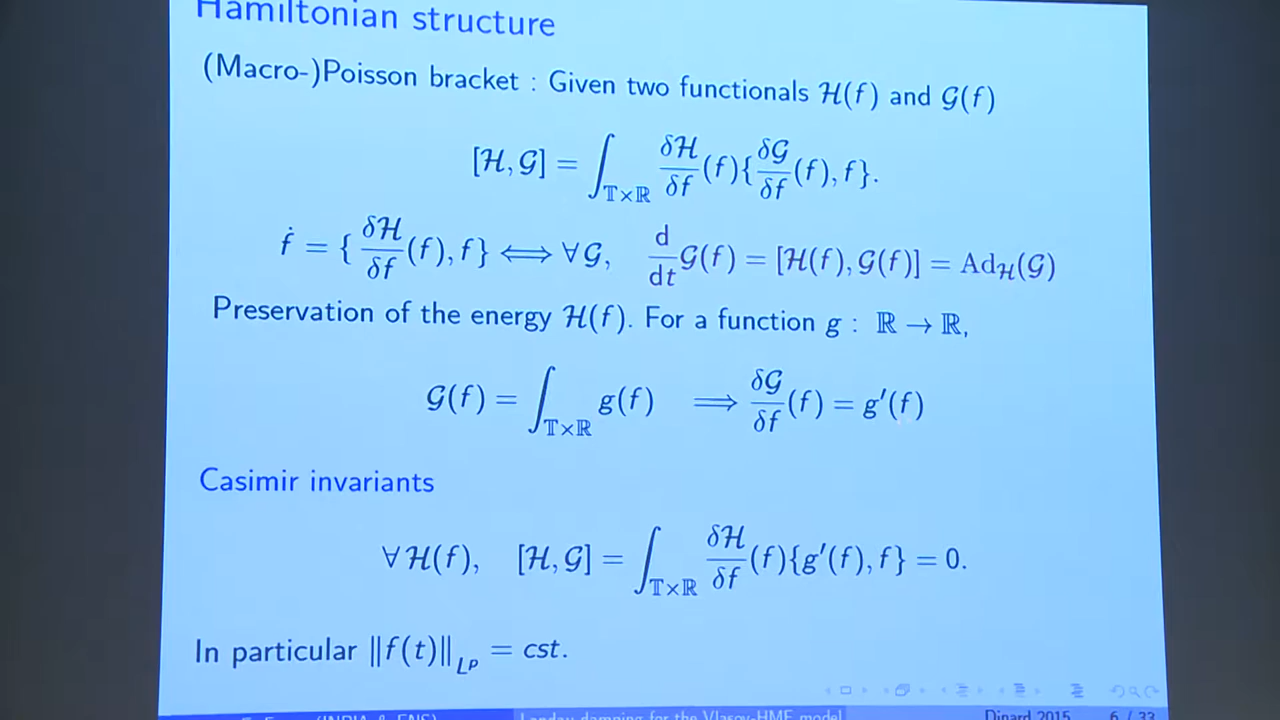 Hamiltonian structure
(Macro-)Poisson bracket : Given two functionals ℋ(f) and 𝒢(f)
[ℋ, 𝒢] = ∫_{𝕋×ℝ} δℋ/δf (f){δ𝒢/δf (f), f}.
ḟ = {δℋ/δf (f), f} ⟺ ∀𝒢, d/dt 𝒢(f) = [ℋ(f), 𝒢(f)] = Ad_ℋ(𝒢)
Preservation of the energy ℋ(f). For a function g : ℝ → ℝ,
𝒢(f) = ∫_{𝕋×ℝ} g(f) ⟹ δ𝒢/δf (f) = g′(f)
Casimir invariants
∀ℋ(f), [ℋ, 𝒢] = ∫_{𝕋×ℝ} δℋ/δf (f){g′(f), f} = 0.
In particular ‖f(t)‖_{L^p} = cst.
Landau damping for the Vlasov-HMF model
Dinard 2015 6 / 33